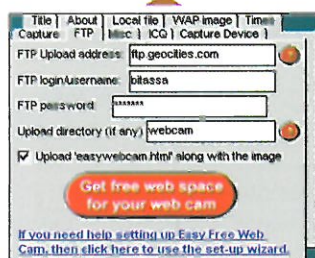 Title | About | Local file | WAP image | Times
Capture | FTP | Misc | ICQ | Capture Device
FTP Upload address: ftp.geocities.com
FTP login/username: bitassa
FTP password *******
Upload directory (if any) webcam
Upload 'easywebcam.html' along with the image
Get free web space
for your web cam
If you need help setting up Easy Free Web
Cam, then click here to use the set-up wizard.